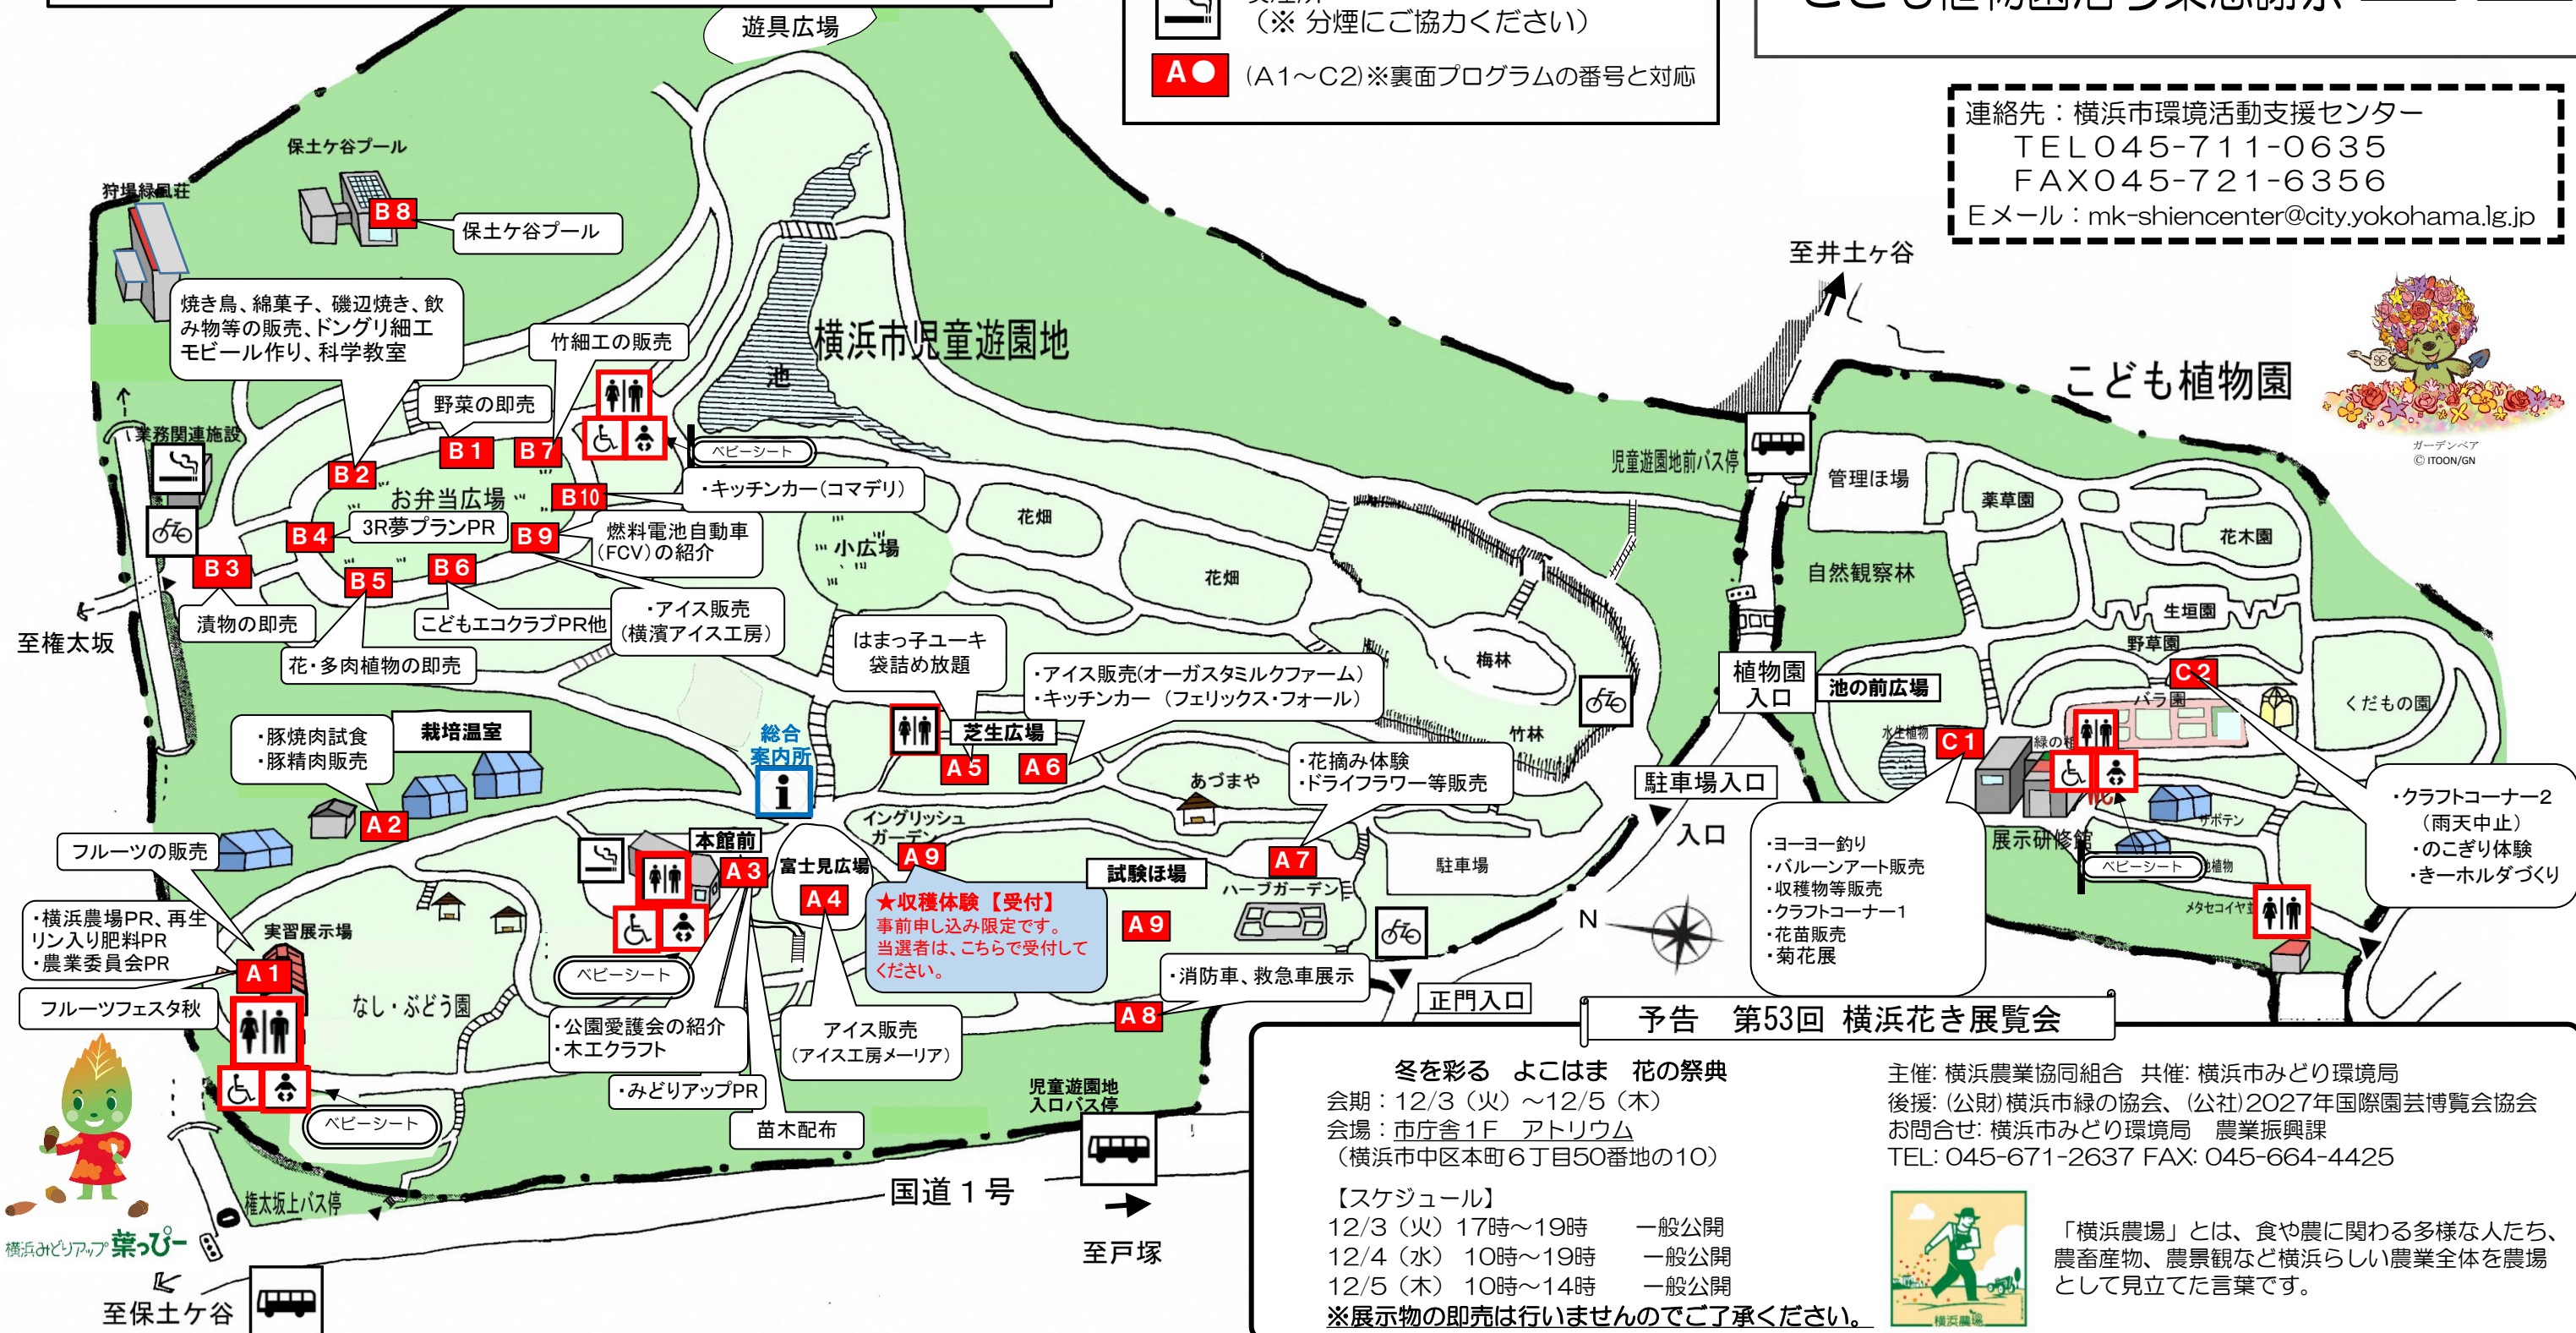 遊具広場
（※ 分煙にご協力ください）
A● (A1～C2)※裏面プログラムの番号と対応
連絡先：横浜市環境活動支援センター
ＴＥＬ０４５-７１１-０６３５
ＦＡＸ０４５-７２１-６３５６
Eメール：mk-shiencenter@city.yokohama.lg.jp
保土ケ谷プール
狩場緑風荘
B 8
保土ケ谷プール
至井土ヶ谷
焼き鳥、綿菓子、磯辺焼き、飲
み物等の販売、ドングリ細工
モビール作り、科学教室
竹細工の販売
横浜市児童遊園地
池
こども植物園
ガーデンベア
© ITOON/GN
野菜の即売
業務関連施設
B 1
B 7
ベビーシート
B 2
お弁当広場
B 10
・キッチンカー（コマデリ）
児童遊園地前バス停
管理ほ場
薬草園
花木園
花畑
B 4
3R夢プランPR
B 9
燃料電池自動車
（FCV）の紹介
小広場
花畑
自然観察林
B 3
B 5
B 6
生垣園
野草園
漬物の即売
こどもエコクラブPR他
・アイス販売
（横濱アイス工房）
至権太坂
花・多肉植物の即売
はまっ子ユーキ
袋詰め放題
・アイス販売(オーガスタミルクファーム)
・キッチンカー （フェリックス・フォール）
梅林
植物園
入口
池の前広場
C 2
バラ園
くだもの園
竹林
・豚焼肉試食
・豚精肉販売
栽培温室
総合
案内所
芝生広場
A 5
A 6
水生植物
C 1
あづまや
・花摘み体験
・ドライフラワー等販売
駐車場入口
入口
A 2
イングリッシュ
ガーデン
サボテン
展示研修館
ベビーシート
・クラフトコーナー2
（雨天中止）
・のこぎり体験
・きーホルダづくり
フルーツの販売
本館前
A 3
富士見広場
A 4
A 9
A 7
試験ほ場
ハーブガーデン
駐車場
・ヨーヨー釣り
・バルーンアート販売
・収穫物等販売
・クラフトコーナー1
・花苗販売
・菊花展
★収穫体験【受付】
事前申し込み限定です。
当選者は、こちらで受付して
ください。
A 9
N
・横浜農場PR、再生
リン入り肥料PR
・農業委員会PR
実習展示場
A 1
フルーツフェスタ秋
なし・ぶどう園
ベビーシート
・消防車、救急車展示
A 8
正門入口
・公園愛護会の紹介
・木工クラフト
アイス販売
（アイス工房メーリア）
・みどりアップPR
苗木配布
ベビーシート
児童遊園地
入口バス停
横浜みどりアップ 葉っぴー
権太坂上バス停
国道１号
至戸塚
至保土ケ谷
予告　第53回 横浜花き展覧会
冬を彩る　よこはま　花の祭典
会期：12/3（火）～12/5（木）
会場：市庁舎１F　アトリウム
（横浜市中区本町６丁目50番地の10）
【スケジュール】
12/3（火）17時～19時　一般公開
12/4（水） 10時～19時　一般公開
12/5（木） 10時～14時　一般公開
※展示物の即売は行いませんのでご了承ください。
主催: 横浜農業協同組合 共催: 横浜市みどり環境局
後援: (公財)横浜市緑の協会、(公社)2027年国際園芸博覧会協会
お問合せ: 横浜市みどり環境局　農業振興課
TEL: 045-671-2637 FAX: 045-664-4425
横浜農場
「横浜農場」とは、食や農に関わる多様な人たち、
農畜産物、農景観など横浜らしい農業全体を農場
として見立てた言葉です。